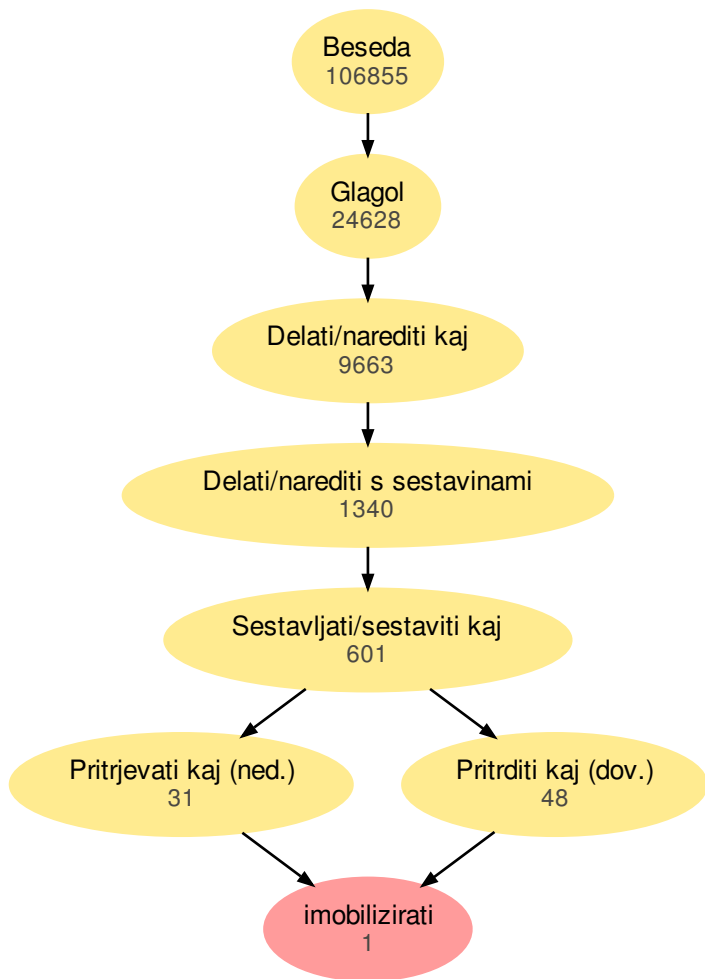 Beseda
106855
Glagol
24628
Delati/narediti kaj
9663
Delati/narediti s sestavinami
1340
Sestavljati/sestaviti kaj
601
Pritrjevati kaj (ned.)
31
Pritrditi kaj (dov.)
48
imobilizirati
1